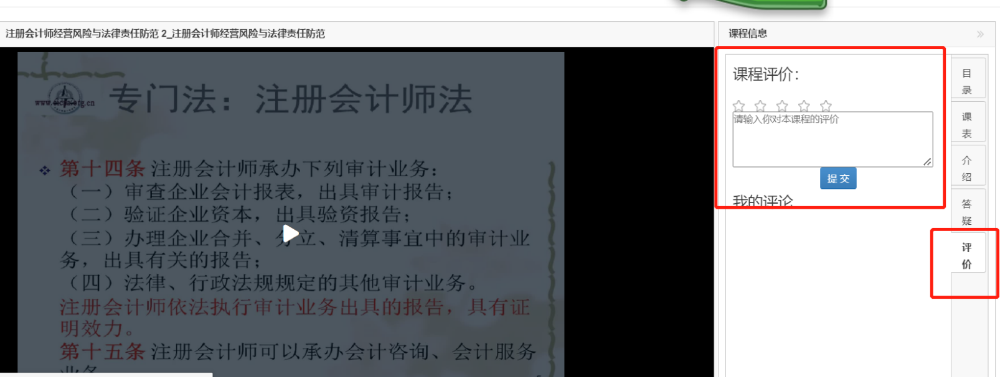 注册会计师经营风险与法律责任防范 2_注册会计师经营风险与法律责任防范
专门法：注册会计师法
❖ 第十四条 注册会计师承办下列审计业务：
（一）审查企业会计报表，出具审计报告；
（二）验证企业资本，出具验资报告；
（三）办理企业合并、分立、清算事宜中的审计业
务，出具有关的报告；
（四）法律、行政法规规定的其他审计业务。
注册会计师依法执行审计业务出具的报告，具有证
明效力。
第十五条 注册会计师可以承办会计咨询、会计服务
业务
课程信息
课程评价：
请输入你对本课程的评价
提交
我的评论
目录
课表
介绍
答疑
评价